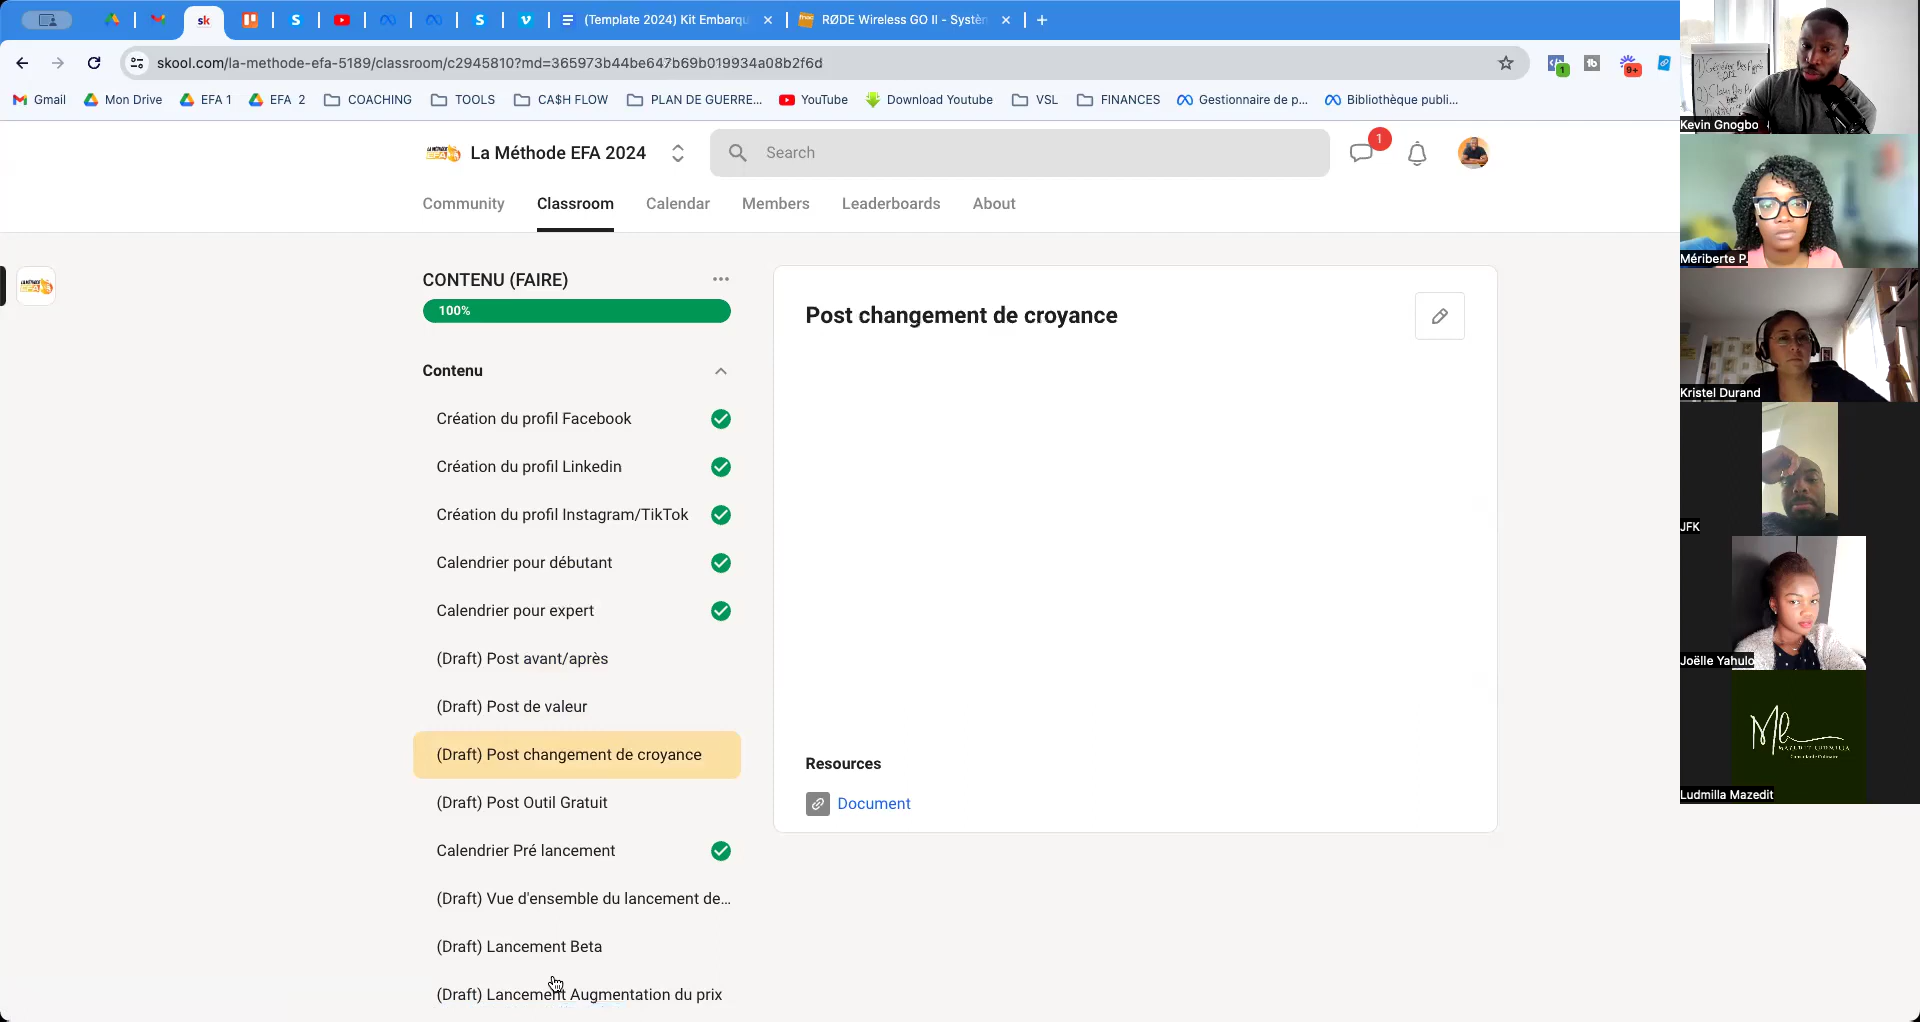 (Template 2024) Kit Embarqu
RØDE Wireless GO II - Systèn
skool.com/la-methode-efa-5189/classroom/c2945810?md=365973b44be647b69b019934a08b2f6d
Gmail
Mon Drive
EFA 1
EFA 2
COACHING
TOOLS
CA$H FLOW
PLAN DE GUERRE...
YouTube
Download Youtube
VSL
FINANCES
Gestionnaire de p...
Bibliothèque publi...
La Méthode EFA 2024
Search
1
Community
Classroom
Calendar
Members
Leaderboards
About
CONTENU (FAIRE)
100%
Contenu
Création du profil Facebook
Création du profil Linkedin
Création du profil Instagram/TikTok
Calendrier pour débutant
Calendrier pour expert
(Draft) Post avant/après
(Draft) Post de valeur
(Draft) Post changement de croyance
(Draft) Post Outil Gratuit
Calendrier Pré lancement
(Draft) Vue d'ensemble du lancement de...
(Draft) Lancement Beta
(Draft) Lancement Augmentation du prix
Post changement de croyance
Resources
Document
Kevin Gnogbo
Mériberte P.
Kristel Durand
JFK
Joëlle Yahulo
Ludmilla Mazedit